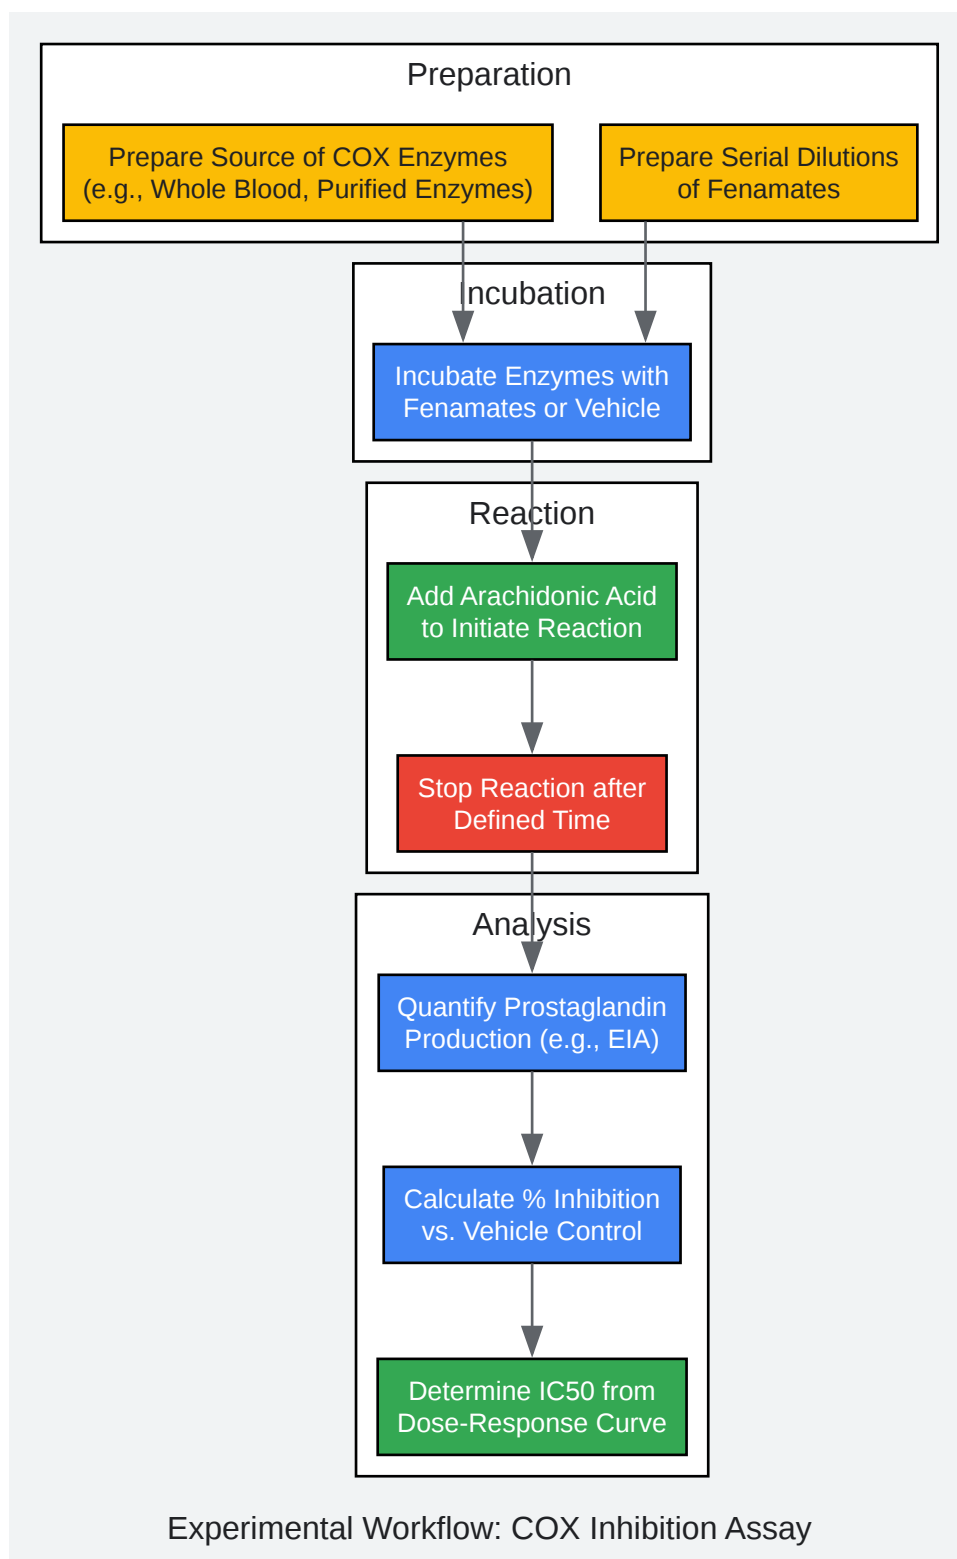 Preparation
Prepare Source of COX Enzymes
(e.g., Whole Blood, Purified Enzymes)
Prepare Serial Dilutions
of Fenamates
Incubation
Incubate Enzymes with
Fenamates or Vehicle
Reaction
Add Arachidonic Acid
to Initiate Reaction
Stop Reaction after
Defined Time
Analysis
Quantify Prostaglandin
Production (e.g., EIA)
Calculate % Inhibition
vs. Vehicle Control
Determine IC50 from
Dose-Response Curve
Experimental Workflow: COX Inhibition Assay